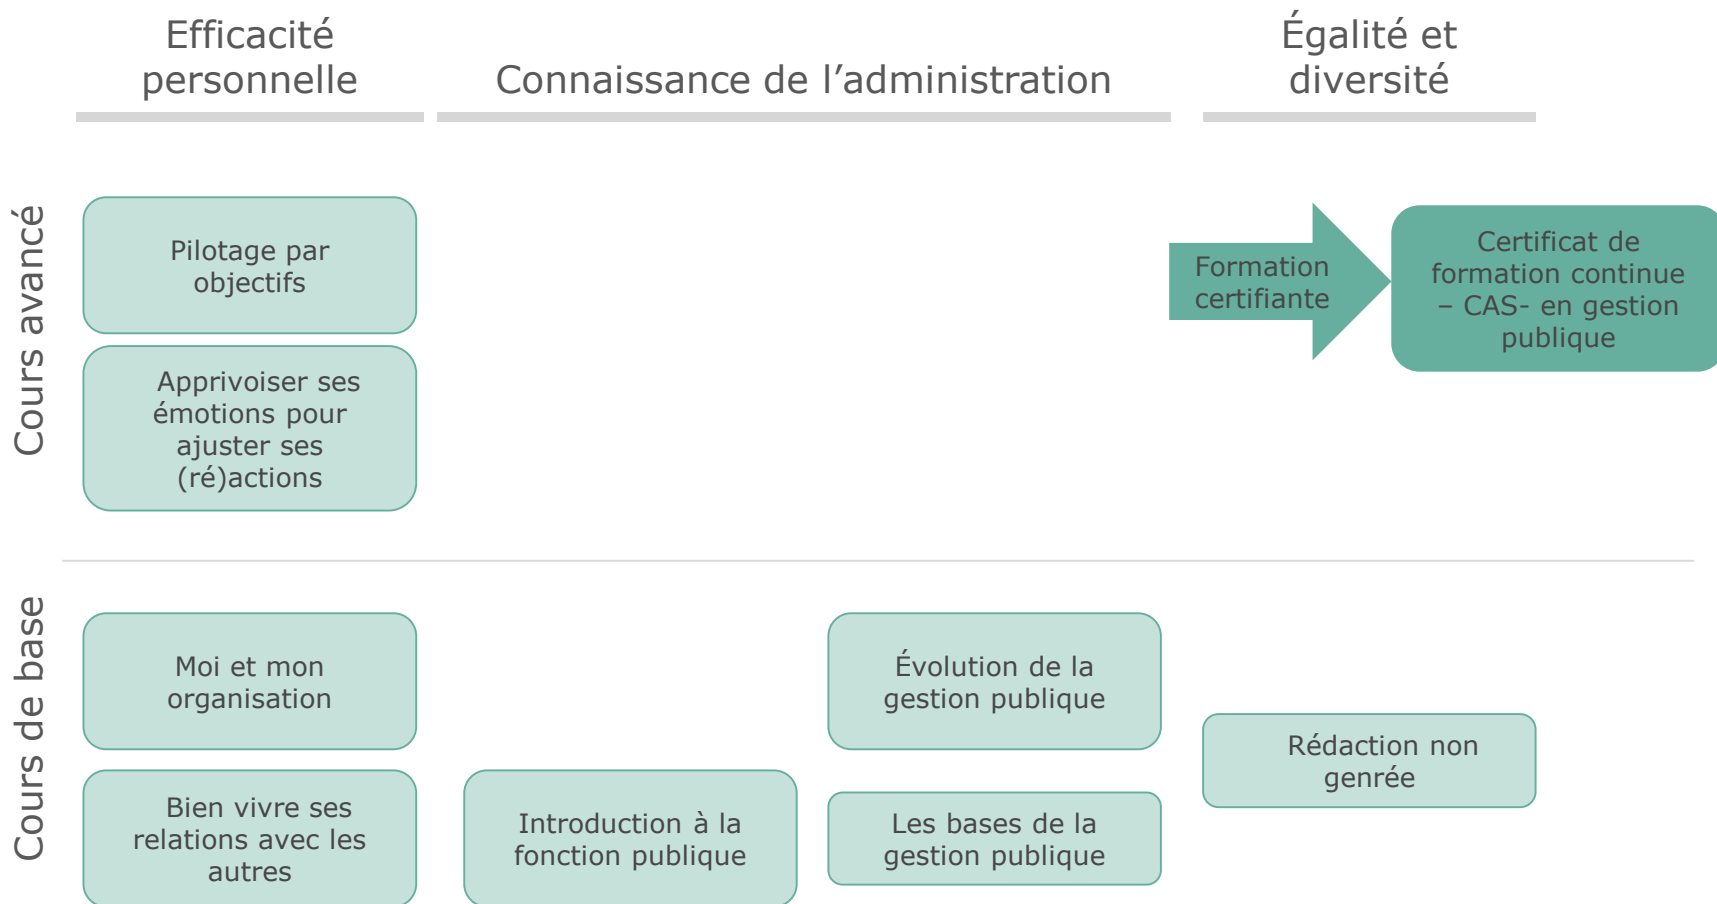 Efficacité
personnelle
Connaissance de l’administration
Égalité et
diversité
Cours avancé
Pilotage par
objectifs
Apprivoiser ses
émotions pour
ajuster ses
(ré)actions
Formation
certifiante
Certificat de
formation continue
– CAS- en gestion
publique
Cours de base
Moi et mon
organisation
Bien vivre ses
relations avec les
autres
Introduction à la
fonction publique
Évolution de la
gestion publique
Les bases de la
gestion publique
Rédaction non
genrée